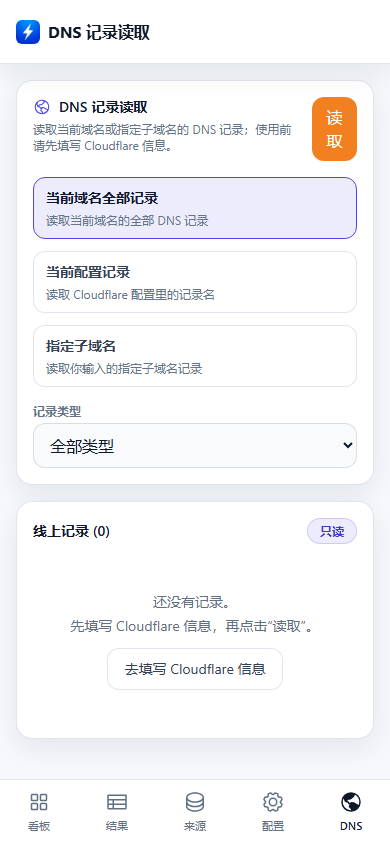 DNS 记录读取
DNS 记录读取
读取当前域名或指定子域名的 DNS 记录；使用前
请先填写 Cloudflare 信息。
读
取
当前域名全部记录
读取当前域名的全部 DNS 记录
当前配置记录
读取 Cloudflare 配置里的记录名
指定子域名
读取你输入的指定子域名记录
记录类型
全部类型
线上记录 (0)
只读
还没有记录。
先填写 Cloudflare 信息，再点击“读取”。
去填写 Cloudflare 信息
看板
结果
来源
配置
DNS